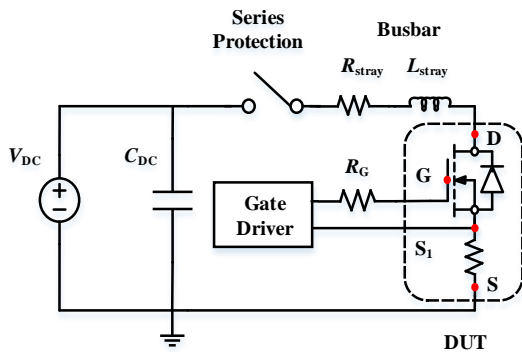 Series
Protection
Busbar
Rstray
Lstray
D
VDC
CDC
RG
G
+
−
Gate
Driver
S1
S
DUT